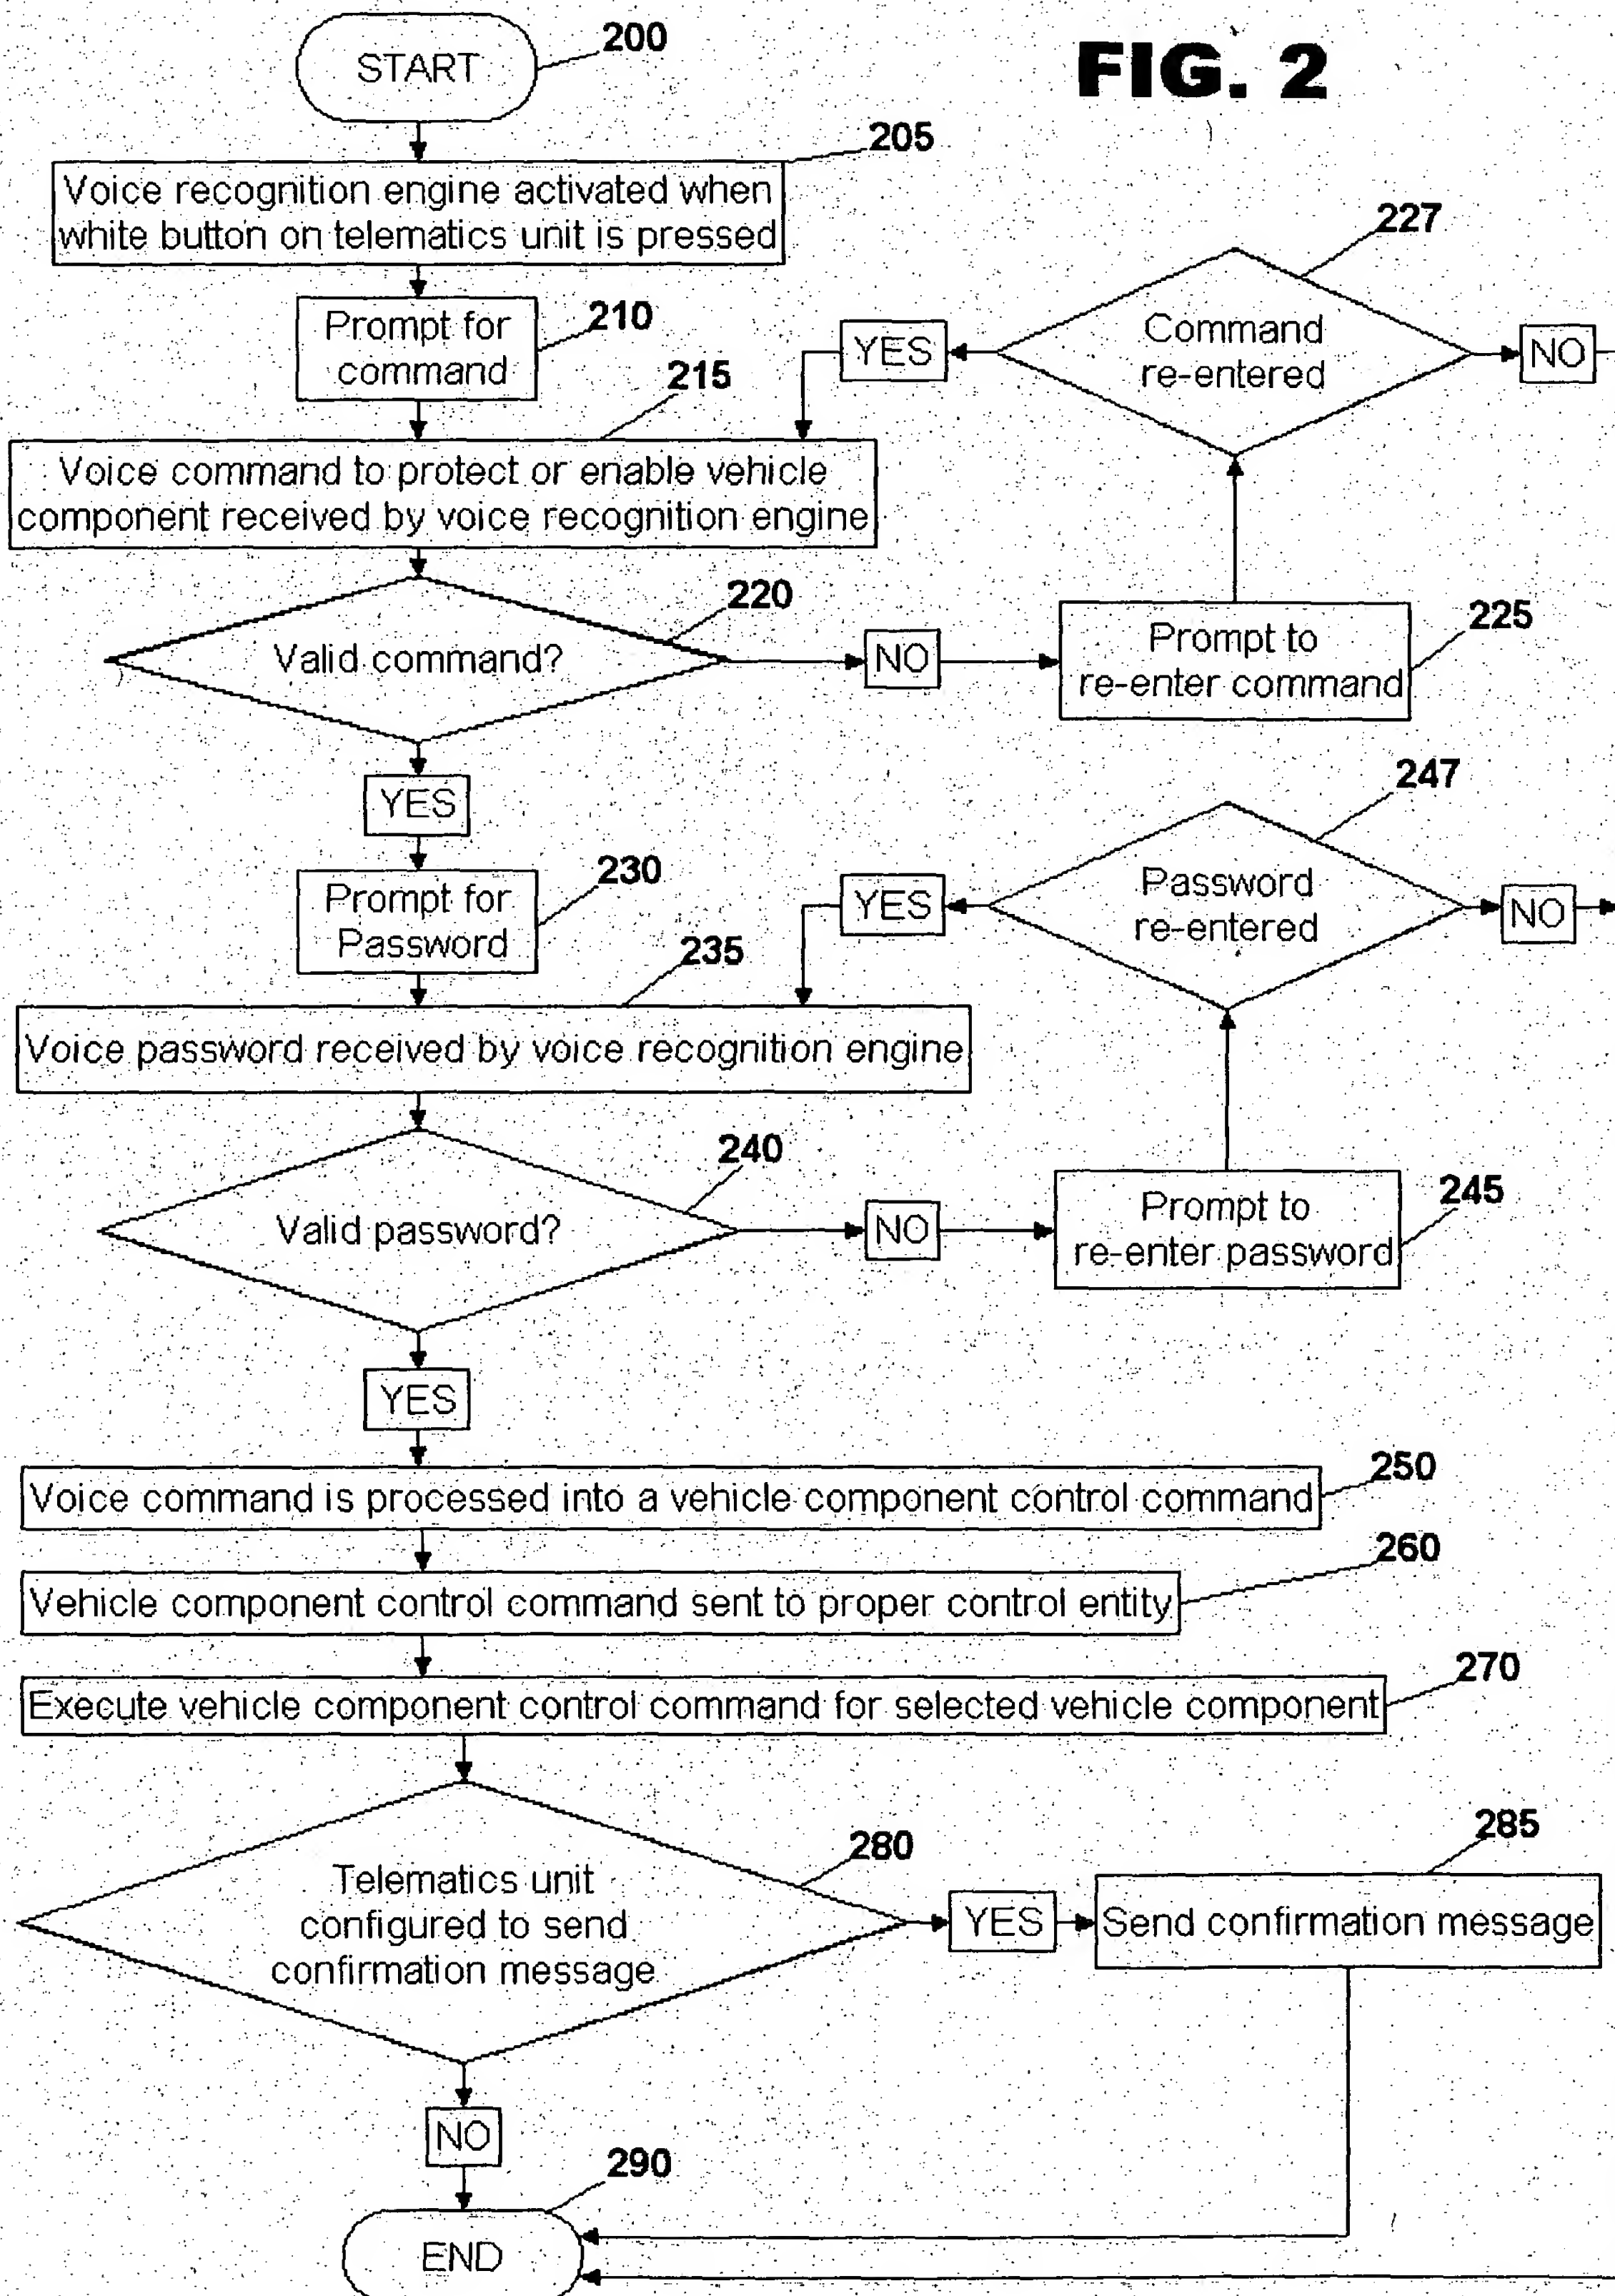 FIG. 2
START
200
205
Voice recognition engine activated when
white button on telematics unit is pressed
Prompt for
command
210
215
Voice command to protect or enable vehicle
component received by voice recognition engine
227
Command
re-entered
YES
NO
Valid command?
220
NO
Prompt to
re-enter command
225
YES
Prompt for
Password
230
235
Voice password received by voice recognition engine
247
Password
re-entered
YES
NO
Valid password?
240
NO
Prompt to
re-enter password
245
YES
Voice command is processed into a vehicle component control command
250
Vehicle component control command sent to proper control entity
260
Execute vehicle component control command for selected vehicle component
270
Telematics unit
configured to send
confirmation message
280
YES
Send confirmation message
285
NO
290
END